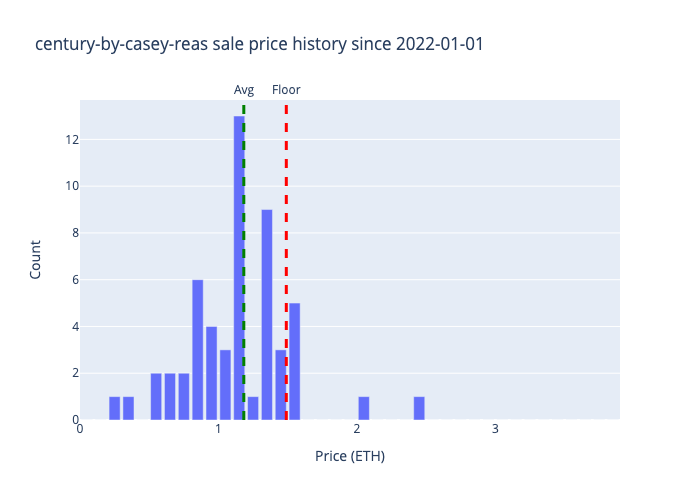 century-by-casey-reas sale price history since 2022-01-01
Avg Floor
12
10
8
6
4
2
0
Count
0 1 2 3
Price (ETH)